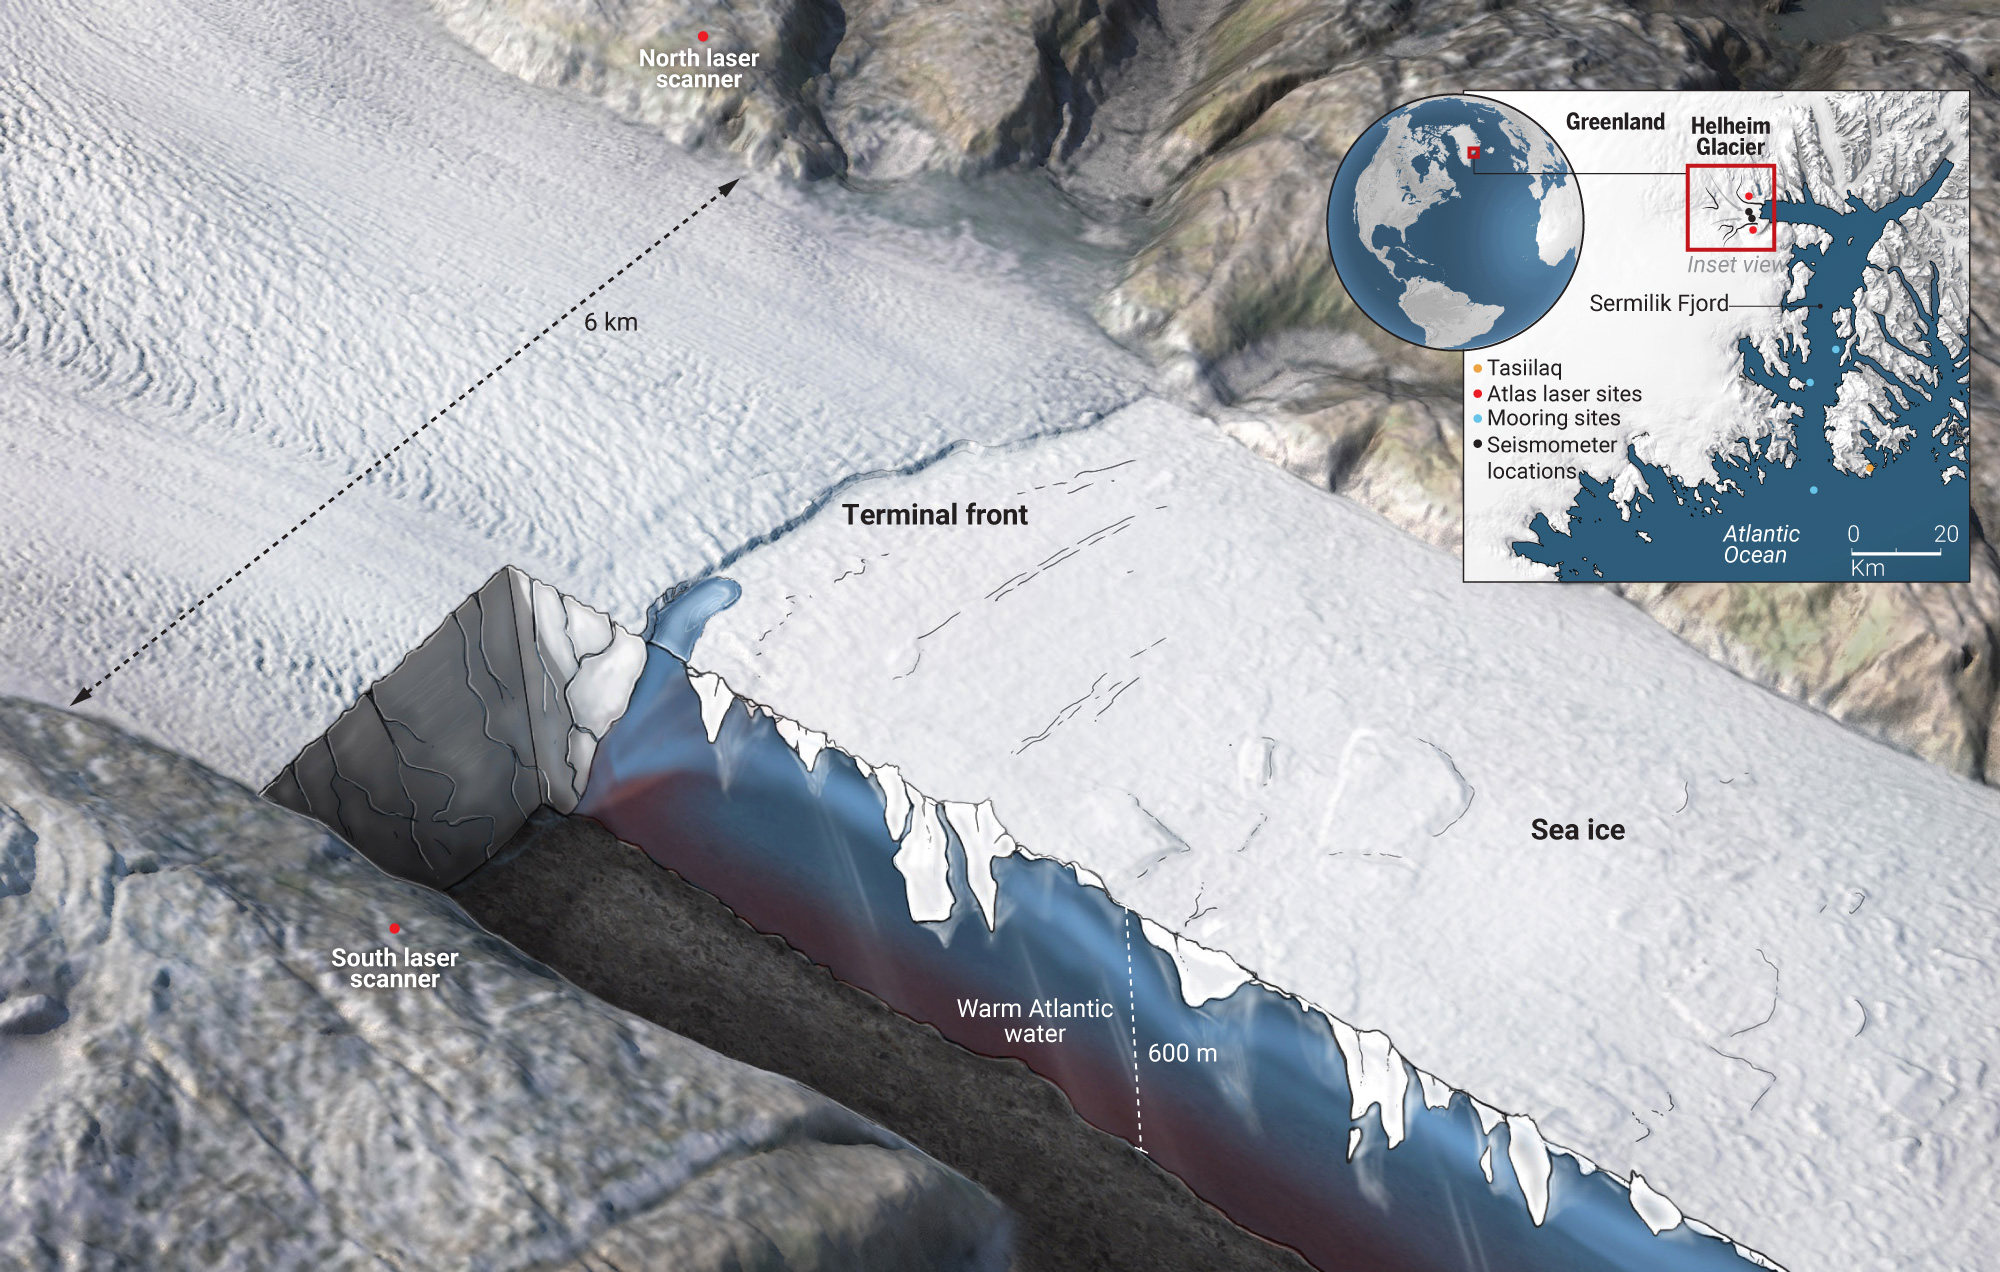 North laser
scanner
6 km
Terminal front
Sea ice
South laser
scanner
Warm Atlantic
water
600 m
Greenland
Helheim
Glacier
Inset view
Sermilik Fjord
Tasiilaq
Atlas laser sites
Mooring sites
Seismometer
locations
Atlantic
Ocean
0 20
Km